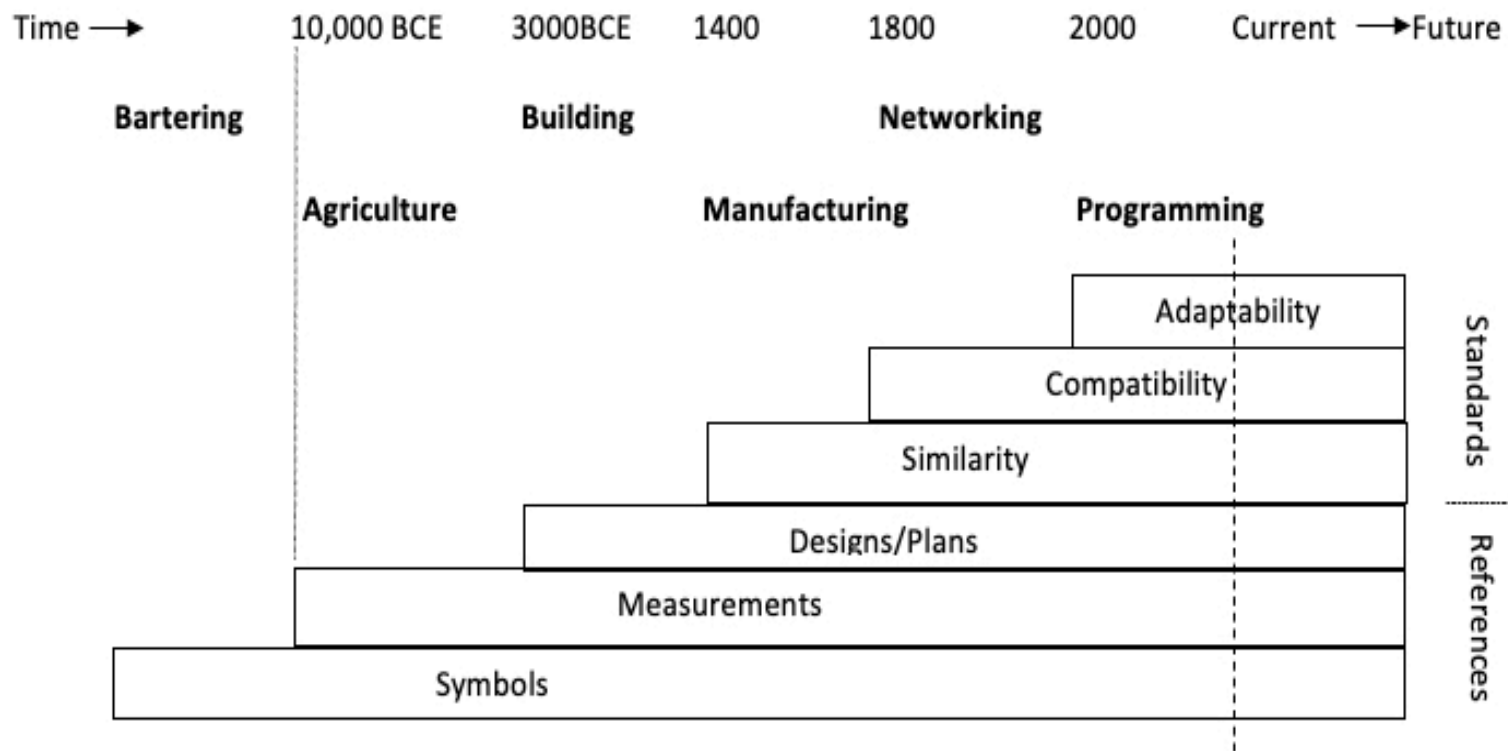 Time → 10,000 BCE 3000BCE 1400 1800 2000 Current → Future
Bartering Building Networking
Agriculture Manufacturing Programming
Adaptability
Compatibility
Similarity
Designs/Plans
Measurements
Symbols
Standards
References